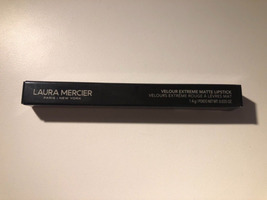 LAURA MERCIER
PARIS · NEW YORK
VELOUR EXTREME MATTE LIPSTICK
VELOURS EXTRÊME ROUGE À LÈVRES MAT